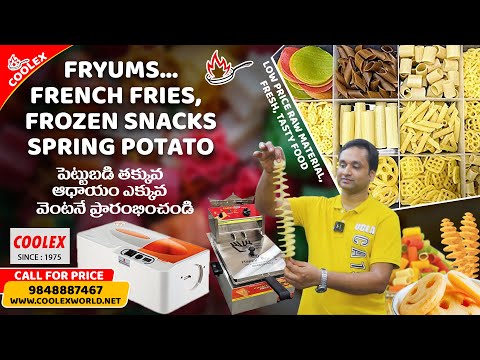 COOLEX
FRYUMS...
FRENCH FRIES,
FROZEN SNACKS
SPRING POTATO
LOW PRICE RAW MATERIAL,
FRESH, TASTY FOOD
పెట్టుబడి తక్కువ
ఆధాయం ఎక్కువ
వెంటనే ప్రారంభించండి
COOLEX
SINCE : 1975
CALL FOR PRICE
9848887467
WWW.COOLEXWORLD.NET